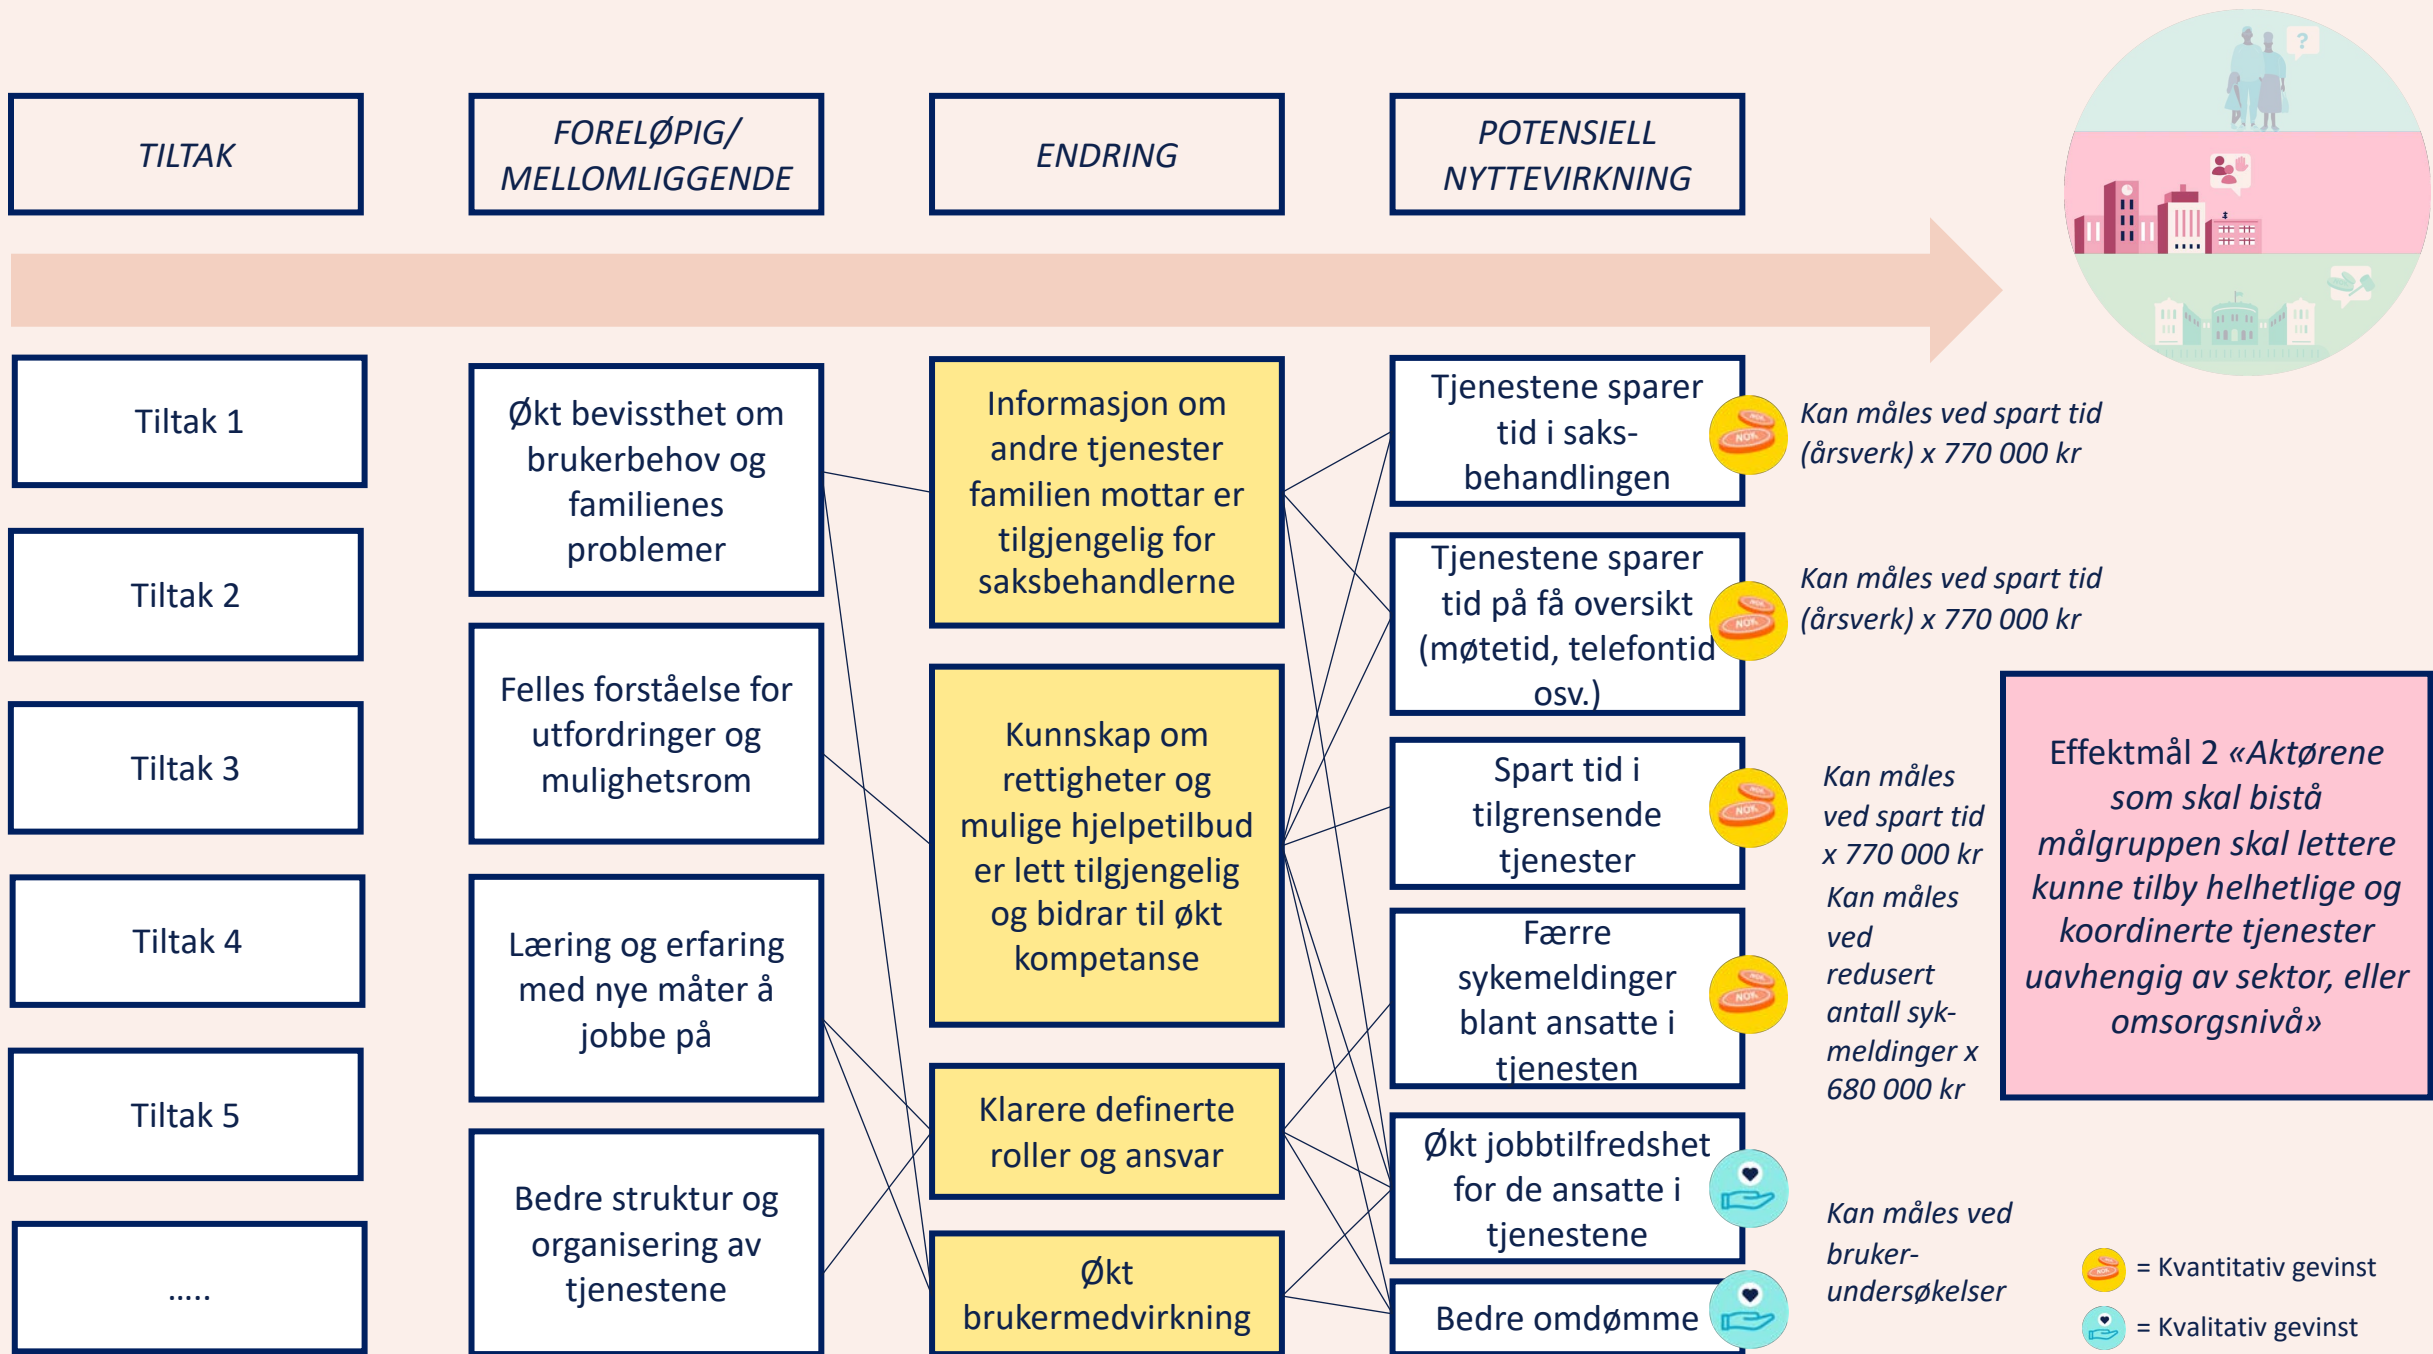 TILTAK
FORELØPIG/
MELLOMLIGGENDE
ENDRING
POTENSIELL
NYTTEVIRKNING
?
Tiltak 1
Tiltak 2
Tiltak 3
Tiltak 4
Tiltak 5
.....
Økt bevissthet om
brukerbehov og
familienes
problemer
Felles forståelse for
utfordringer og
mulighetsrom
Læring og erfaring
med nye måter å
jobbe på
Bedre struktur og
organisering av
tjenestene
Informasjon om
andre tjenester
familien mottar er
tilgjengelig for
saksbehandlerne
Kunnskap om
rettigheter og
mulige hjelpetilbud
er lett tilgjengelig
og bidrar til økt
kompetanse
Klarere definerte
roller og ansvar
Økt
brukermedvirkning
Tjenestene sparer
tid i saks-
behandlingen
NOK
Kan måles ved spart tid
(årsverk) x 770 000 kr
Tjenestene sparer
tid på få oversikt
(møtetid, telefontid
osv.)
NOK
Kan måles ved spart tid
(årsverk) x 770 000 kr
Spart tid i
tilgrensende
tjenester
NOK
Kan måles
ved spart tid
x 770 000 kr
Færre
sykemeldinger
blant ansatte i
tjenesten
NOK
Kan måles
ved
redusert
antall syk-
meldinger x
680 000 kr
Økt jobbtilfredshet
for de ansatte i
tjenestene
Bedre omdømme
Kan måles ved
bruker-
undersøkelser
Effektmål 2 «Aktørene
som skal bistå
målgruppen skal lettere
kunne tilby helhetlige og
koordinerte tjenester
uavhengig av sektor, eller
omsorgsnivå»
= Kvantitativ gevinst
= Kvalitativ gevinst